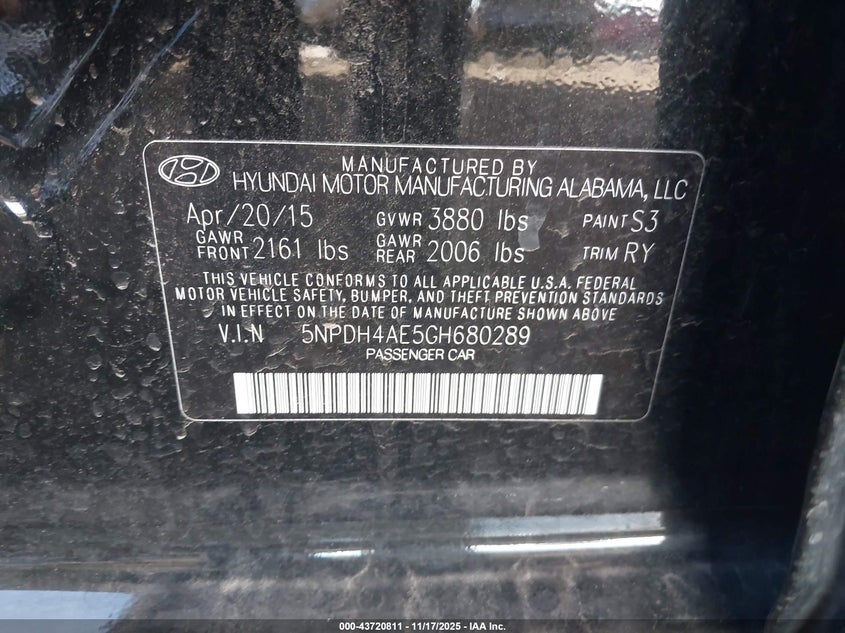 MANUFACTURED BY
HYUNDAI MOTOR MANUFACTURING ALABAMA, LLC
Apr/20/15 GVWR 3880 lbs PAINT S3
GAWR FRONT 2161 lbs GAWR REAR 2006 lbs TRIM RY
THIS VEHICLE CONFORMS TO ALL APPLICABLE U.S.A. FEDERAL
MOTOR VEHICLE SAFETY, BUMPER, AND THEFT PREVENTION STANDARDS
IN EFFECT ON THE DATE OF MANUFACTURE SHOWN ABOVE
V.I.N 5NPDH4AE5GH680289
PASSENGER CAR
000-43720811 - 11/17/2025 - IAA Inc.